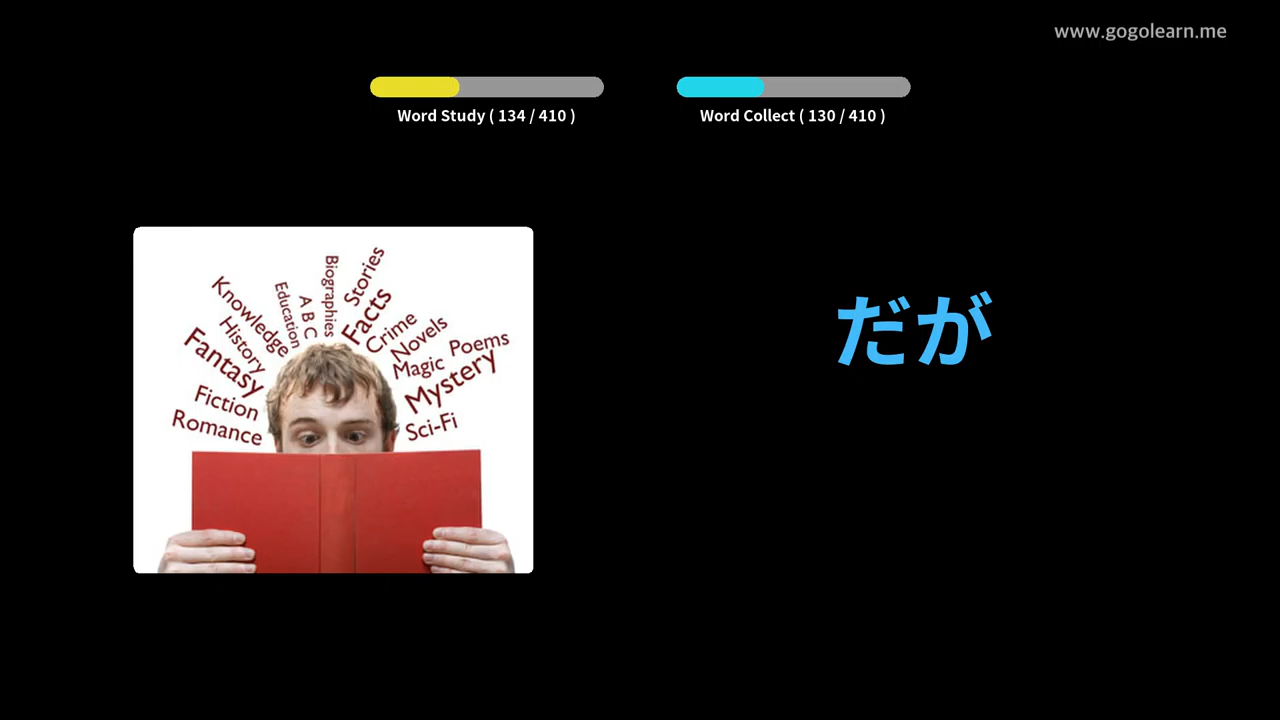 www.gogolearn.me
Word Study ( 134 / 410 )
Word Collect ( 130 / 410 )
Knowledge
History
Fantasy
Fiction
Romance
Education
A B C
Biographies
Stories
Facts
Crime
Novels
Magic
Poems
Mystery
Sci-Fi
だが